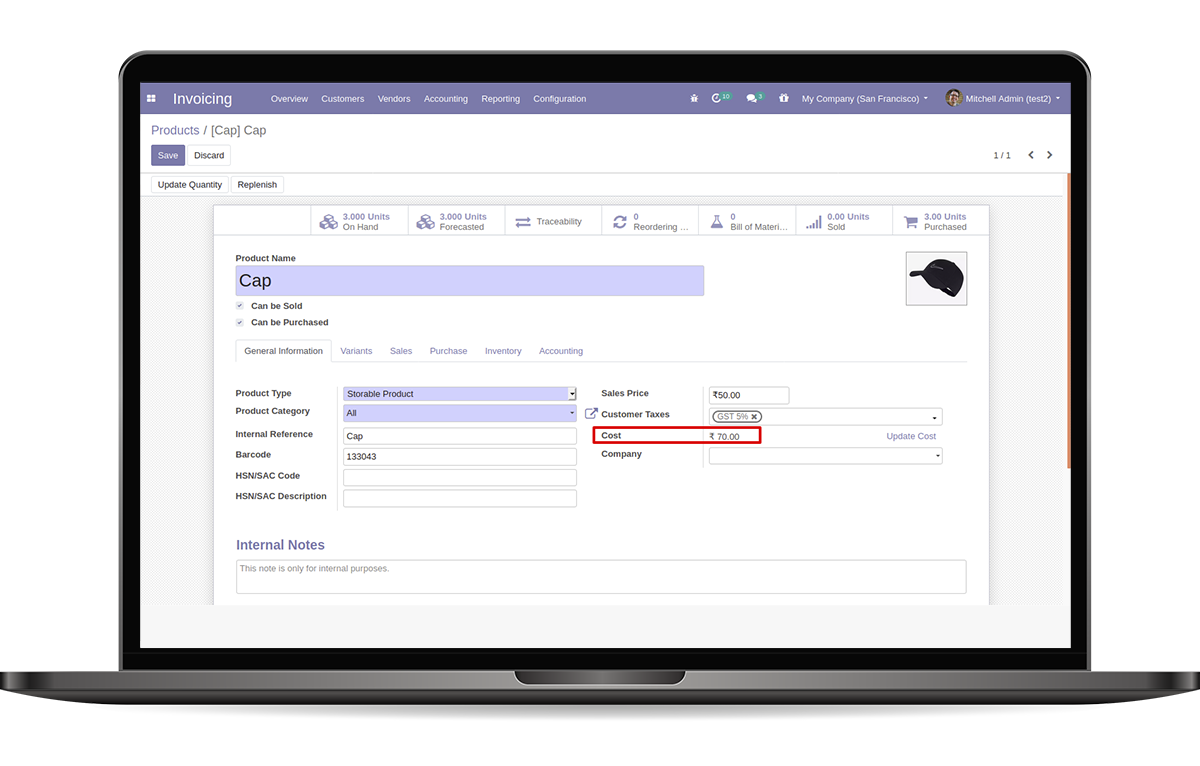 Invoicing Overview Customers Vendors Accounting Reporting Configuration 10 3 My Company (San Francisco) Mitchell Admin (test2)
Products / [Cap] Cap
Save Discard 1 / 1
Update Quantity Replenish
3.000 Units
On Hand
3.000 Units
Forecasted
Traceability
0
Reordering ...
0
Bill of Materi...
0.00 Units
Sold
3.00 Units
Purchased
Product Name
Cap
Can be Sold
Can be Purchased
General Information Variants Sales Purchase Inventory Accounting
Product Type Storable Product
Product Category All
Internal Reference Cap
Barcode 133043
HSN/SAC Code
HSN/SAC Description
Sales Price ₹50.00
Customer Taxes GST 5% ✖
Cost ₹ 70.00 Update Cost
Company
Internal Notes
This note is only for internal purposes.